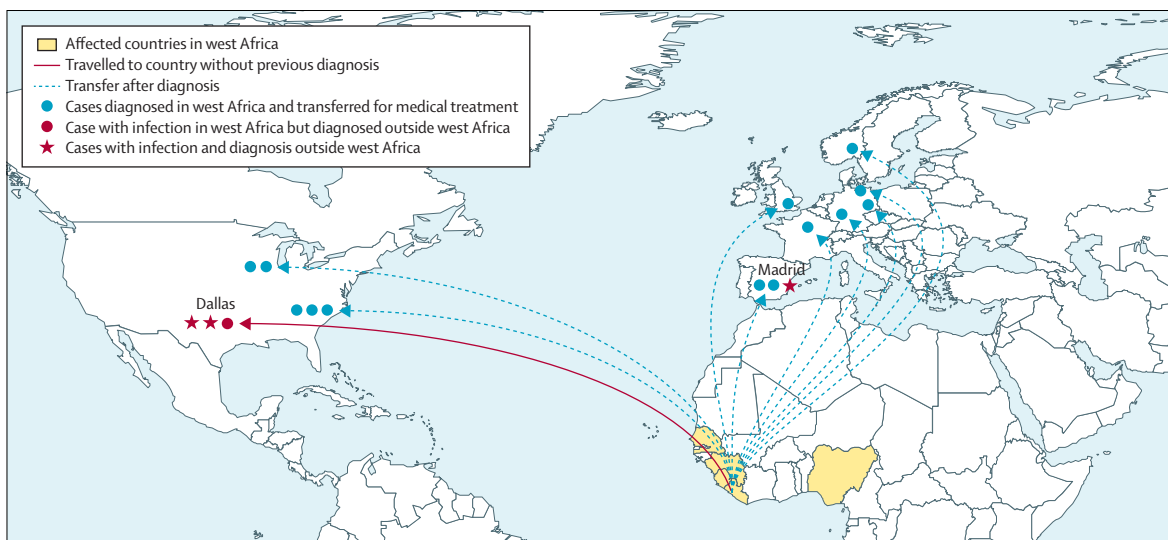 Affected countries in west Africa
Travelled to country without previous diagnosis
Transfer after diagnosis
Cases diagnosed in west Africa and transferred for medical treatment
Case with infection in west Africa but diagnosed outside west Africa
Cases with infection and diagnosis outside west Africa
Madrid
Dallas